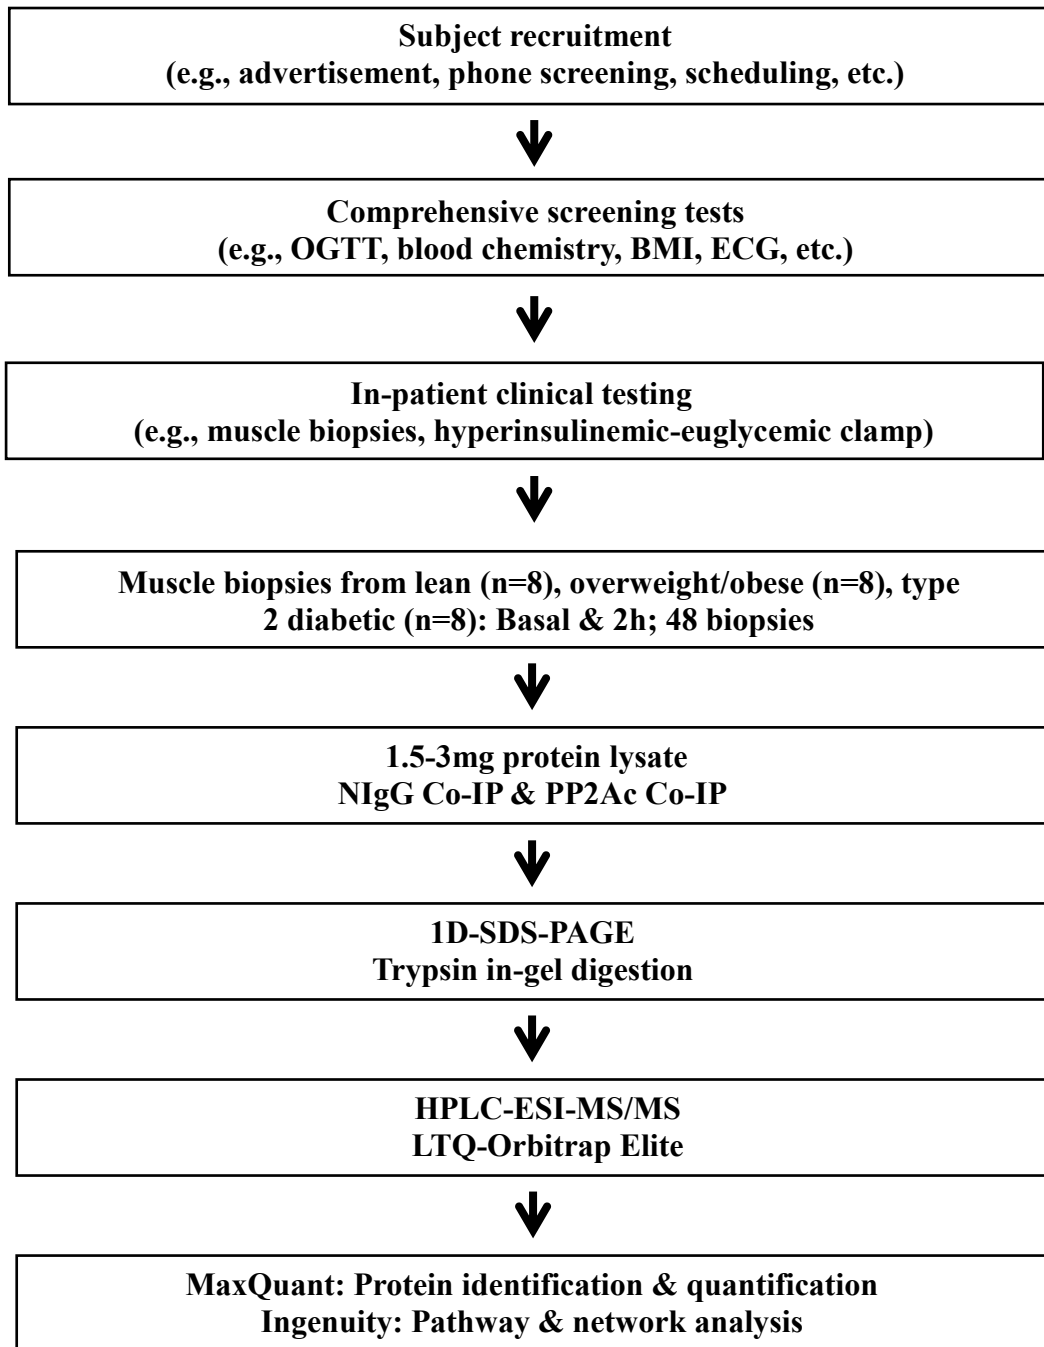 Subject recruitment
(e.g., advertisement, phone screening, scheduling, etc.)
Comprehensive screening tests
(e.g., OGTT, blood chemistry, BMI, ECG, etc.)
In-patient clinical testing
(e.g., muscle biopsies, hyperinsulinemic-euglycemic clamp)
Muscle biopsies from lean (n=8), overweight/obese (n=8), type
2 diabetic (n=8): Basal & 2h; 48 biopsies
1.5-3mg protein lysate
NIgG Co-IP & PP2Ac Co-IP
1D-SDS-PAGE
Trypsin in-gel digestion
HPLC-ESI-MS/MS
LTQ-Orbitrap Elite
MaxQuant: Protein identification & quantification
Ingenuity: Pathway & network analysis